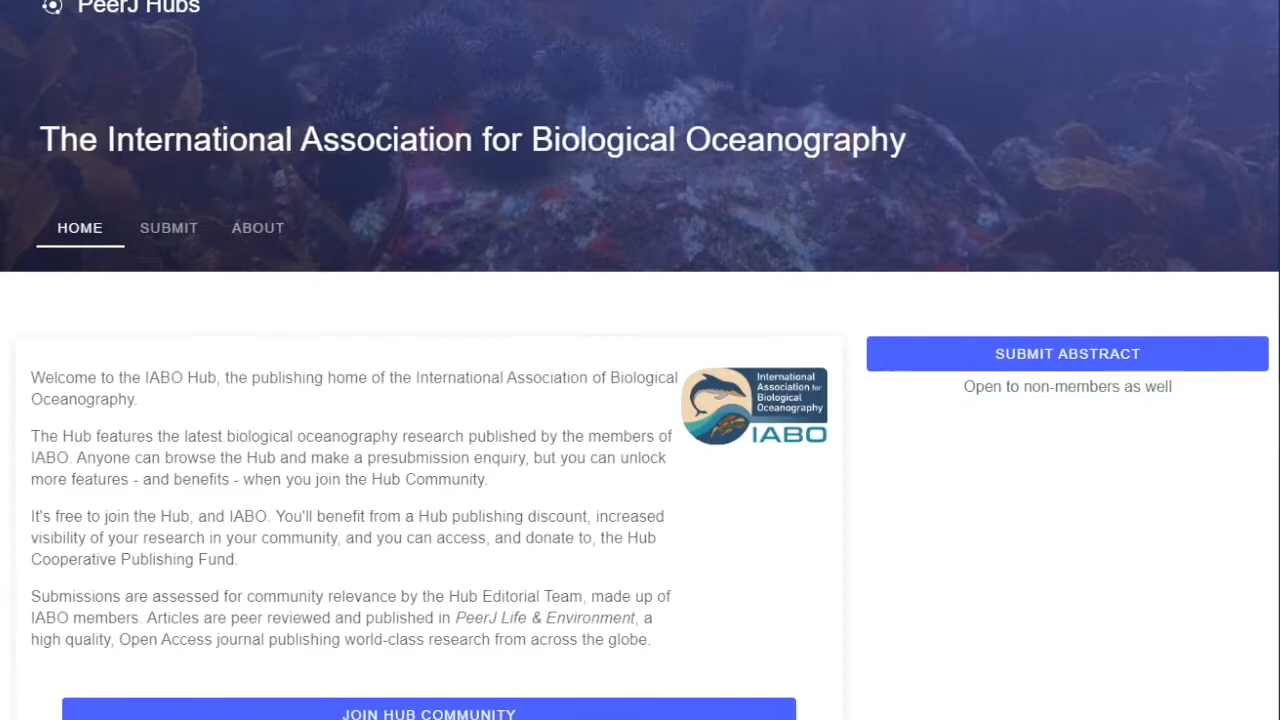 PeerJ Hubs
The International Association for Biological Oceanography
HOME SUBMIT ABOUT
Welcome to the IABO Hub, the publishing home of the International Association of Biological
Oceanography.
The Hub features the latest biological oceanography research published by the members of
IABO. Anyone can browse the Hub and make a presubmission enquiry, but you can unlock
more features - and benefits - when you join the Hub Community.
It's free to join the Hub, and IABO. You'll benefit from a Hub publishing discount, increased
visibility of your research in your community, and you can access, and donate to, the Hub
Cooperative Publishing Fund.
Submissions are assessed for community relevance by the Hub Editorial Team, made up of
IABO members. Articles are peer reviewed and published in PeerJ Life & Environment, a
high quality, Open Access journal publishing world-class research from across the globe.
JOIN HUB COMMUNITY
International
Association for
Biological
Oceanography
IABO
SUBMIT ABSTRACT
Open to non-members as well